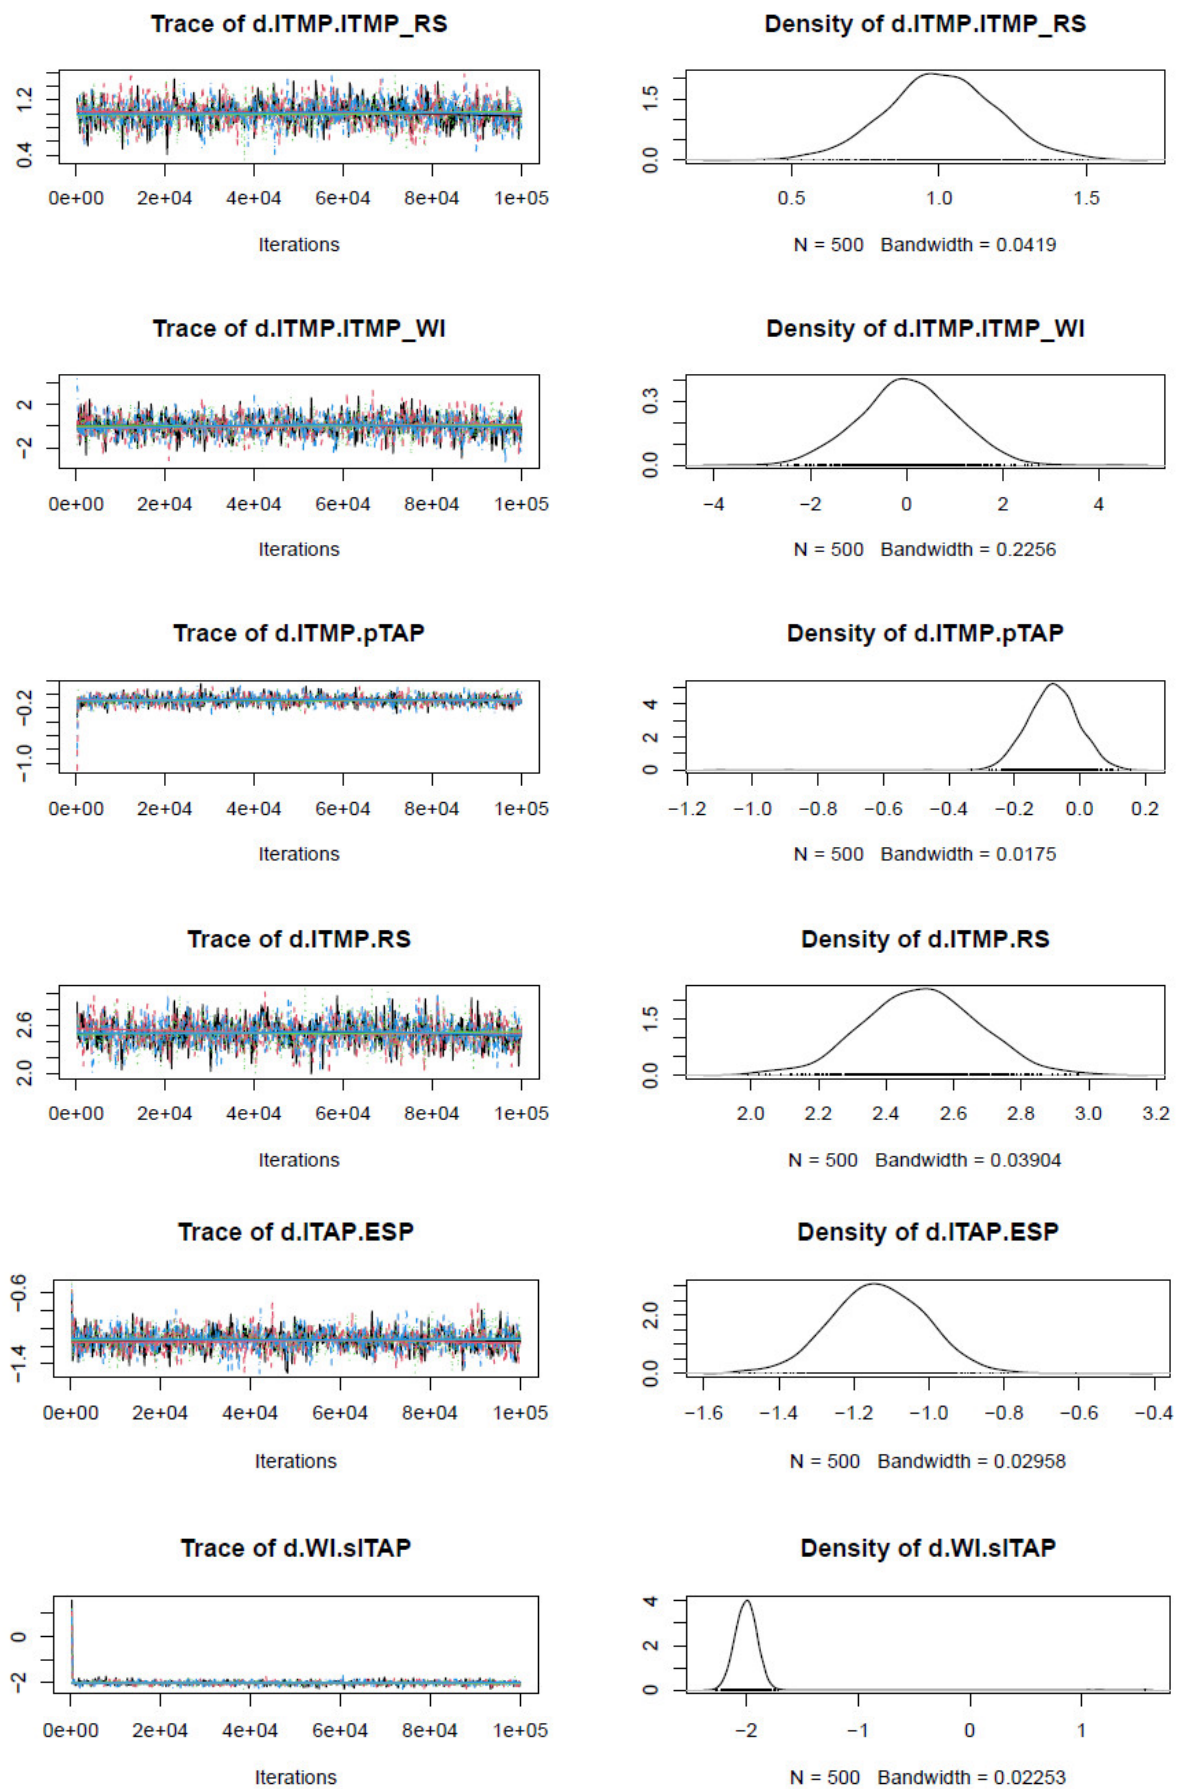 Trace of d.ITMP.ITMP_RS
Density of d.ITMP.ITMP_RS
0.4 1.2
0e+00 2e+04 4e+04 6e+04 8e+04 1e+05
Iterations
0.0 1.5
0.5 1.0 1.5
N = 500 Bandwidth = 0.0419
Trace of d.ITMP.ITMP_WI
Density of d.ITMP.ITMP_WI
−2 2
0e+00 2e+04 4e+04 6e+04 8e+04 1e+05
Iterations
0.0 0.3
−4 −2 0 2 4
N = 500 Bandwidth = 0.2256
Trace of d.ITMP.pTAP
Density of d.ITMP.pTAP
−1.0 −0.2
0e+00 2e+04 4e+04 6e+04 8e+04 1e+05
Iterations
0 2 4
−1.2 −1.0 −0.8 −0.6 −0.4 −0.2 0.0 0.2
N = 500 Bandwidth = 0.0175
Trace of d.ITMP.RS
Density of d.ITMP.RS
2.0 2.6
0e+00 2e+04 4e+04 6e+04 8e+04 1e+05
Iterations
0.0 1.5
2.0 2.2 2.4 2.6 2.8 3.0 3.2
N = 500 Bandwidth = 0.03904
Trace of d.ITAP.ESP
Density of d.ITAP.ESP
−1.4 −0.6
0e+00 2e+04 4e+04 6e+04 8e+04 1e+05
Iterations
0.0 2.0
−1.6 −1.4 −1.2 −1.0 −0.8 −0.6 −0.4
N = 500 Bandwidth = 0.02958
Trace of d.WI.sITAP
Density of d.WI.sITAP
−2 0
0e+00 2e+04 4e+04 6e+04 8e+04 1e+05
Iterations
0 2 4
−2 −1 0 1
N = 500 Bandwidth = 0.02253